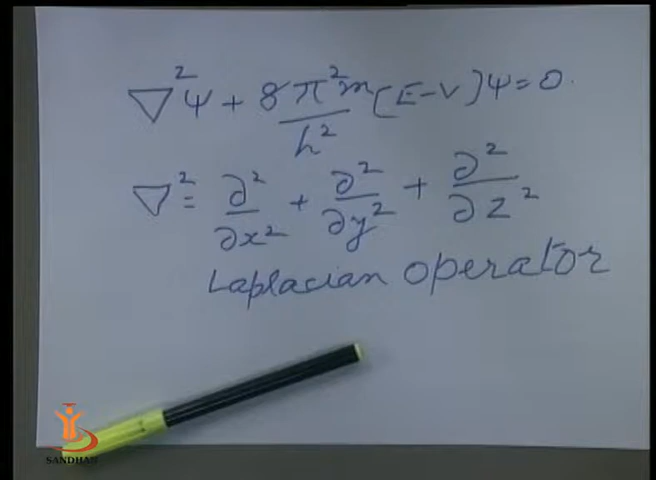 ∇²ψ + 8π²m/h² (E-V)ψ = 0.
∇² = ∂²/∂x² + ∂²/∂y² + ∂²/∂z²
Laplacian operator
SANDHAN